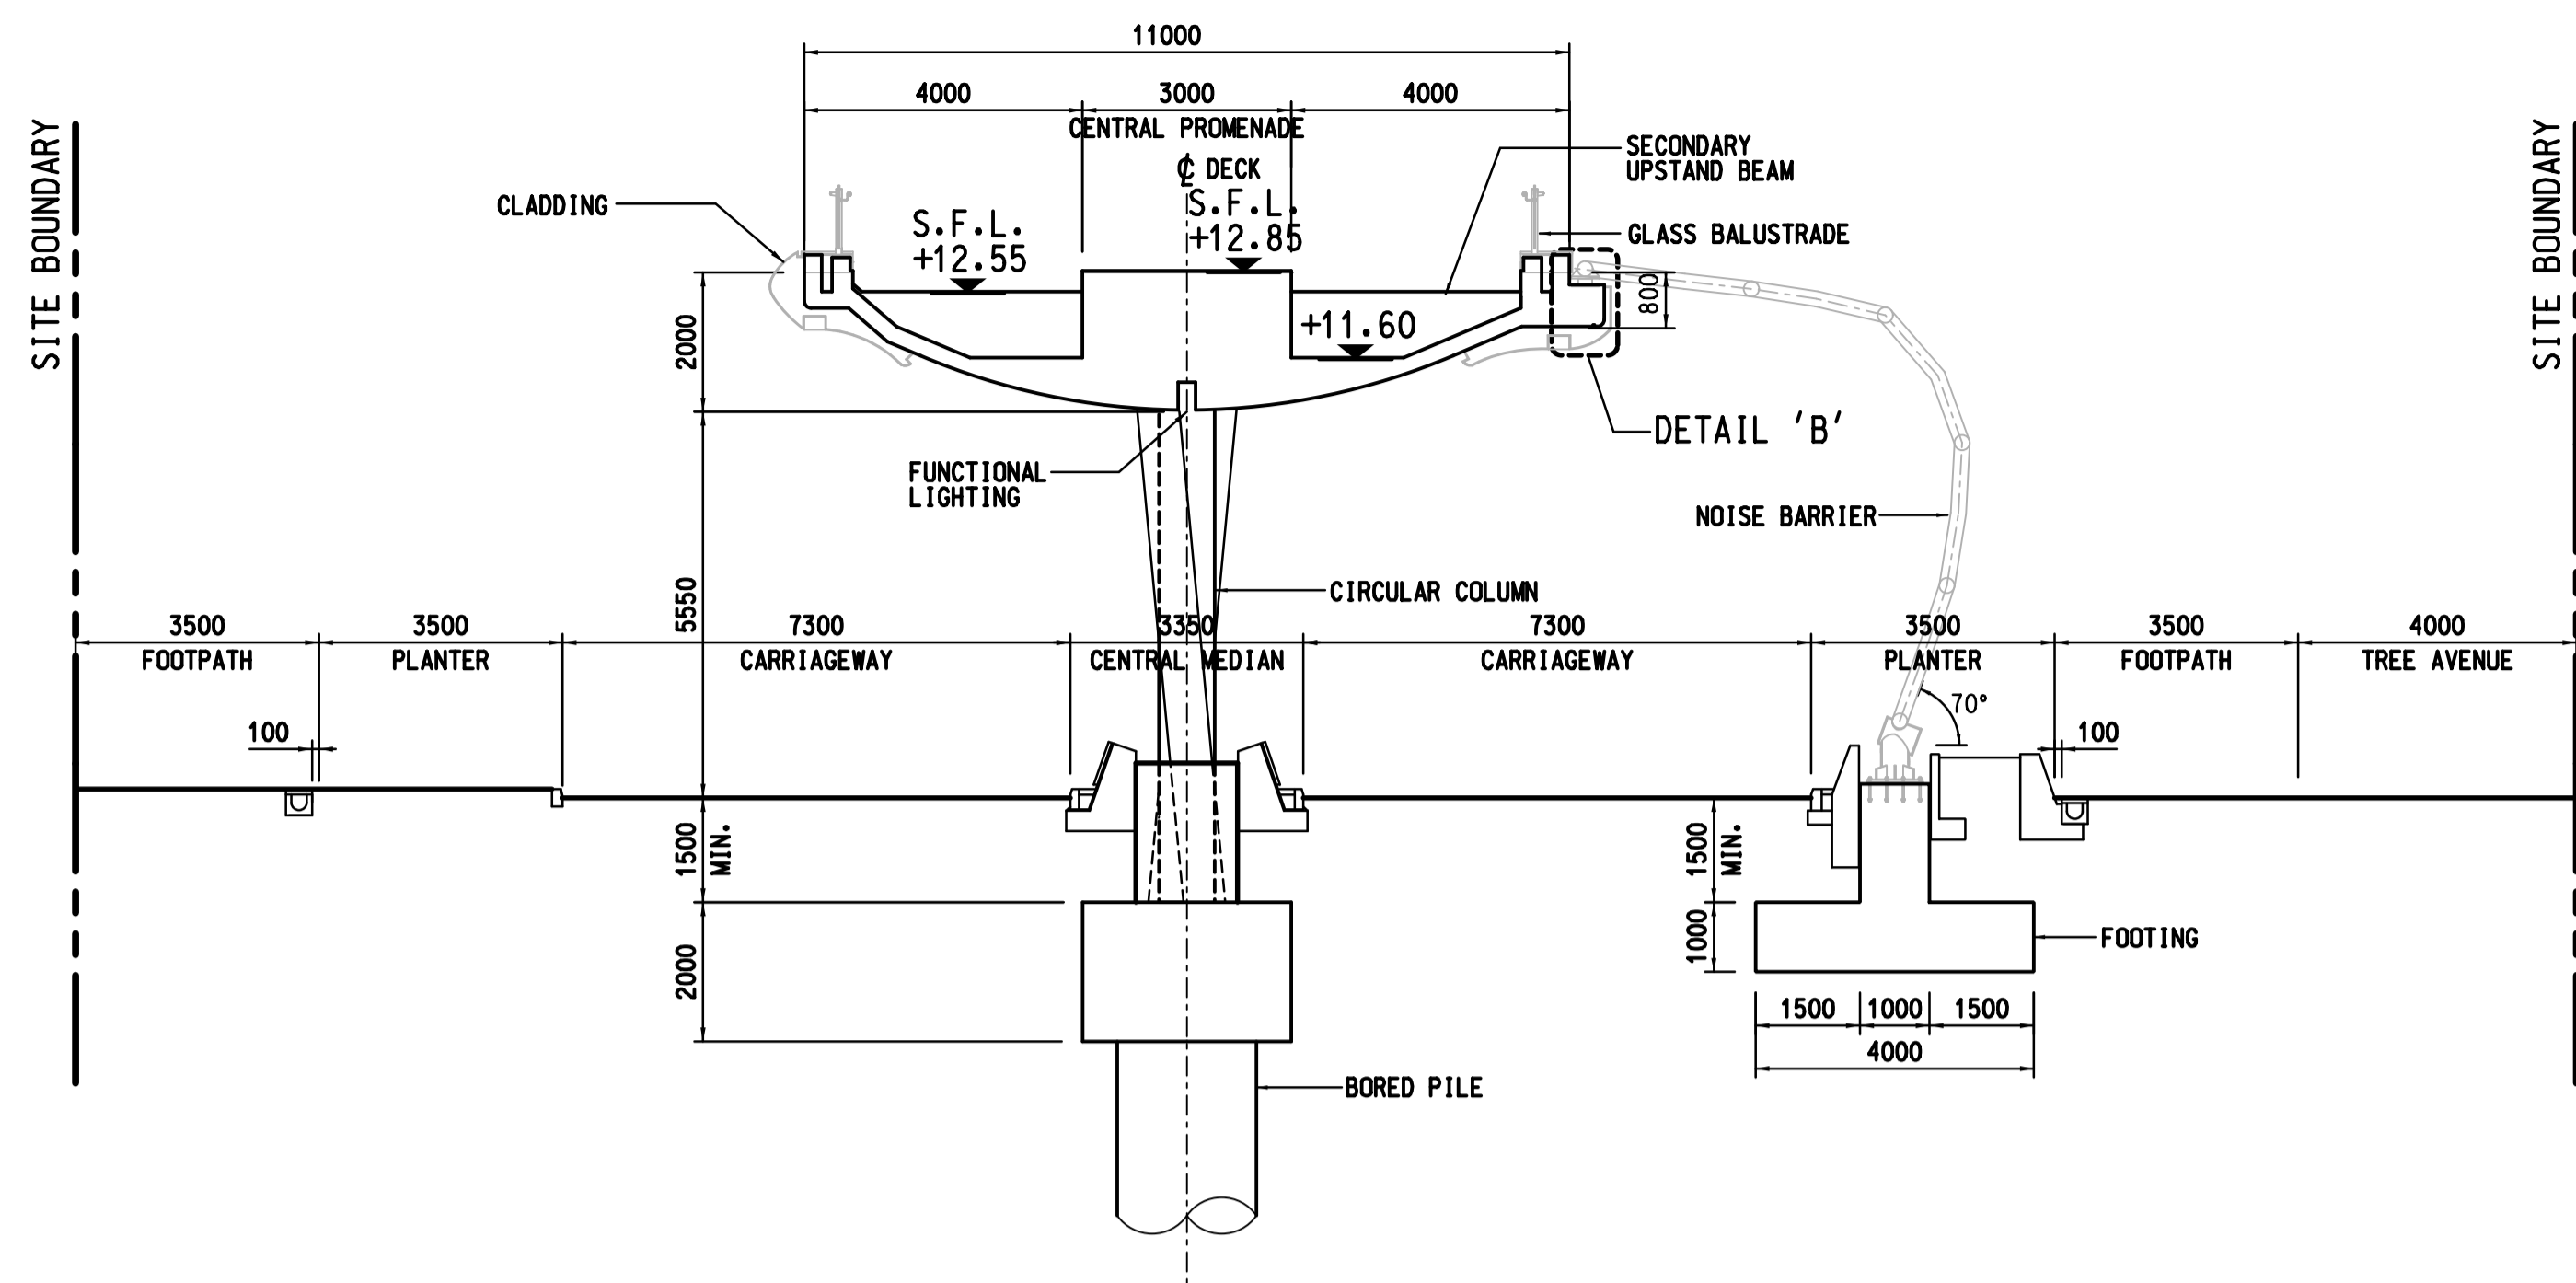 11000
4000
3000
4000
CENTRAL PROMENADE
℄ DECK
SITE BOUNDARY
SITE BOUNDARY
CLADDING
S.F.L.
+12.55
S.F.L.
+12.85
SECONDARY
UPSTAND BEAM
GLASS BALUSTRADE
2000
+11.60
800
DETAIL 'B'
FUNCTIONAL
LIGHTING
NOISE BARRIER
5550
CIRCULAR COLUMN
3500
3500
7300
3350
7300
3500
3500
4000
FOOTPATH
PLANTER
CARRIAGEWAY
CENTRAL MEDIAN
CARRIAGEWAY
PLANTER
FOOTPATH
TREE AVENUE
70°
100
100
1500
MIN.
1500
MIN.
2000
1000
FOOTING
1500
1000
1500
4000
BORED PILE